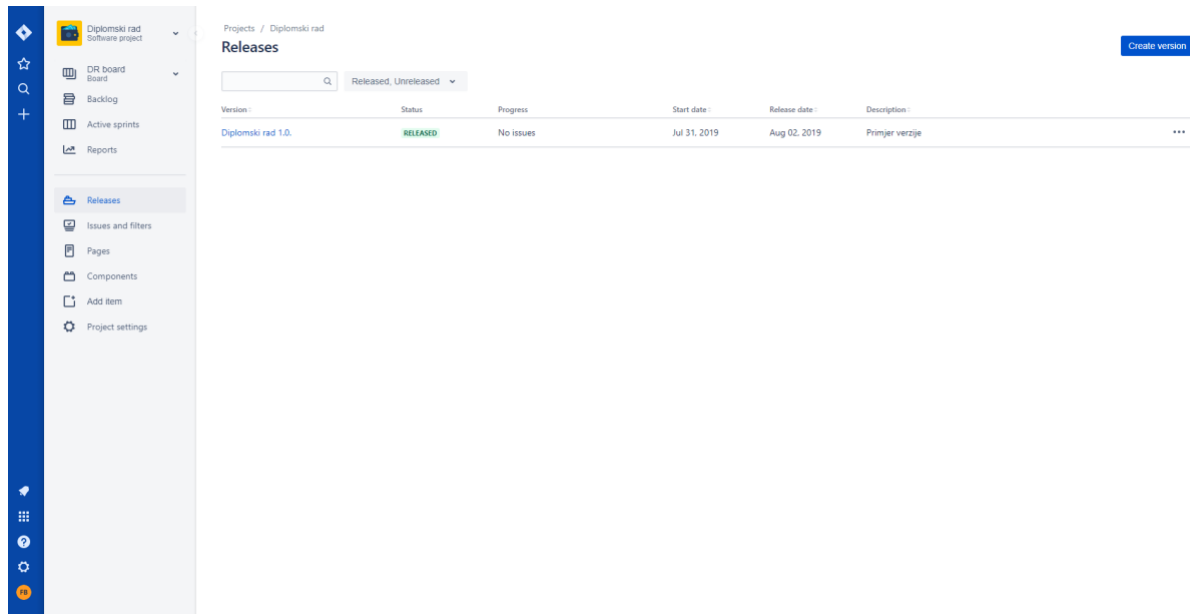 Diplomski rad
Software project
DR board
Board
Backlog
Active sprints
Reports
Releases
Issues and filters
Pages
Components
Add item
Project settings
FB
Projects / Diplomski rad
Releases
Create version
Released, Unreleased
Version Status Progress Start date Release date Description
Diplomski rad 1.0. RELEASED No issues Jul 31, 2019 Aug 02, 2019 Primjer verzije